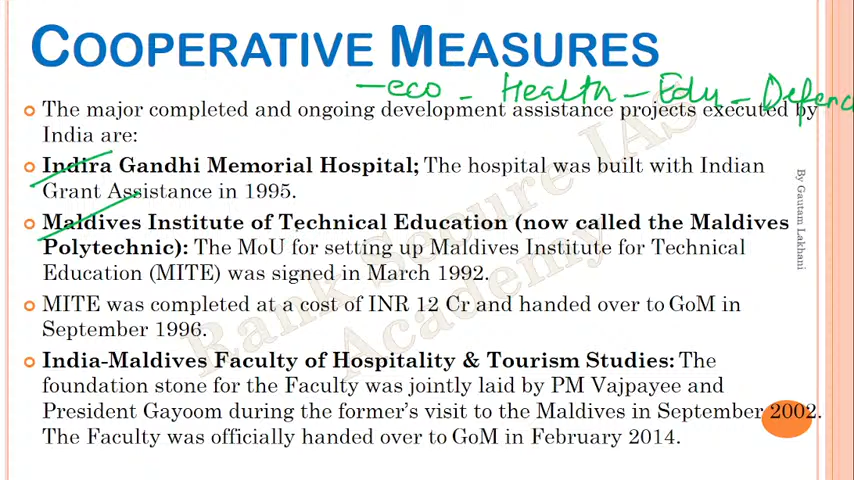 COOPERATIVE MEASURES
– eco – Health – Edu – Defenc
The major completed and ongoing development assistance projects executed by
India are:
Indira Gandhi Memorial Hospital; The hospital was built with Indian
Grant Assistance in 1995.
Maldives Institute of Technical Education (now called the Maldives
Polytechnic): The MoU for setting up Maldives Institute for Technical
Education (MITE) was signed in March 1992.
MITE was completed at a cost of INR 12 Cr and handed over to GoM in
September 1996.
India-Maldives Faculty of Hospitality & Tourism Studies: The
foundation stone for the Faculty was jointly laid by PM Vajpayee and
President Gayoom during the former's visit to the Maldives in September 2002.
The Faculty was officially handed over to GoM in February 2014.
By Gautam Lakhani
Rank Secure IAS
Academy